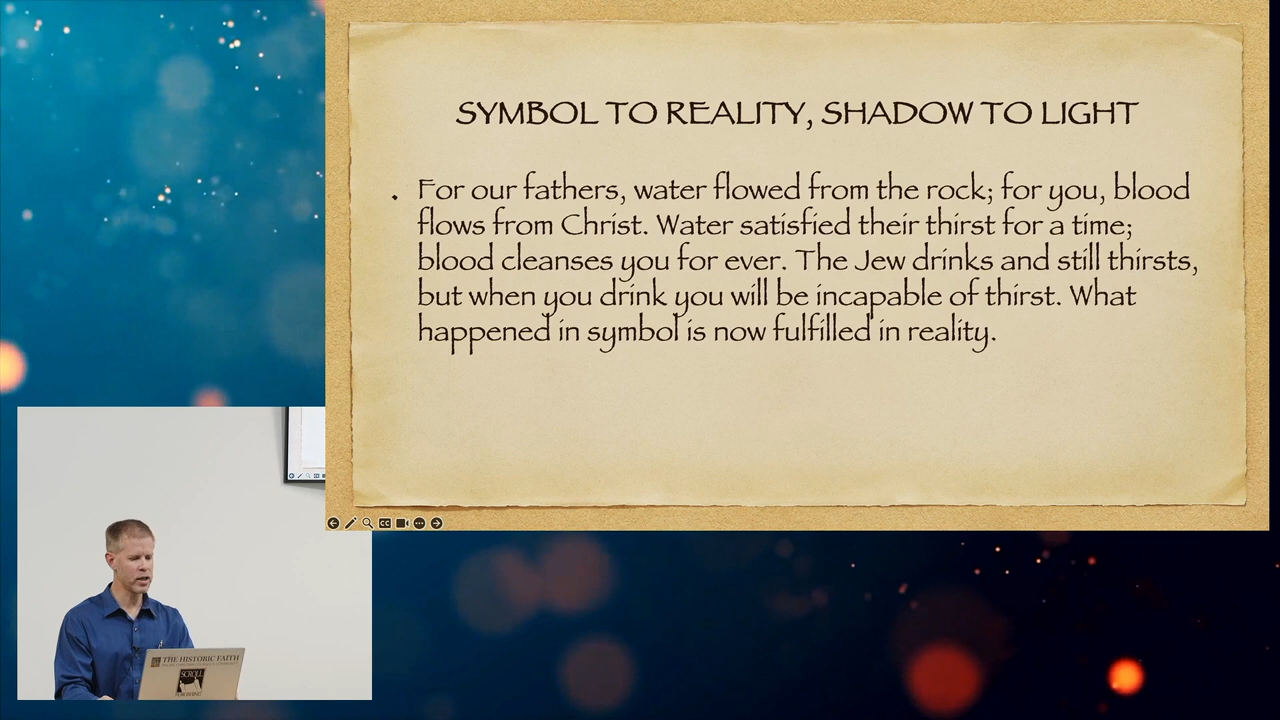 SYMBOL TO REALITY, SHADOW TO LIGHT
. For our fathers, water flowed from the rock; for you, blood
flows from Christ. Water satisfied their thirst for a time;
blood cleanses you for ever. The Jew drinks and still thirsts,
but when you drink you will be incapable of thirst. What
happened in symbol is now fulfilled in reality.
CC
THE HISTORIC FAITH
SCROLL
PUBLISHING